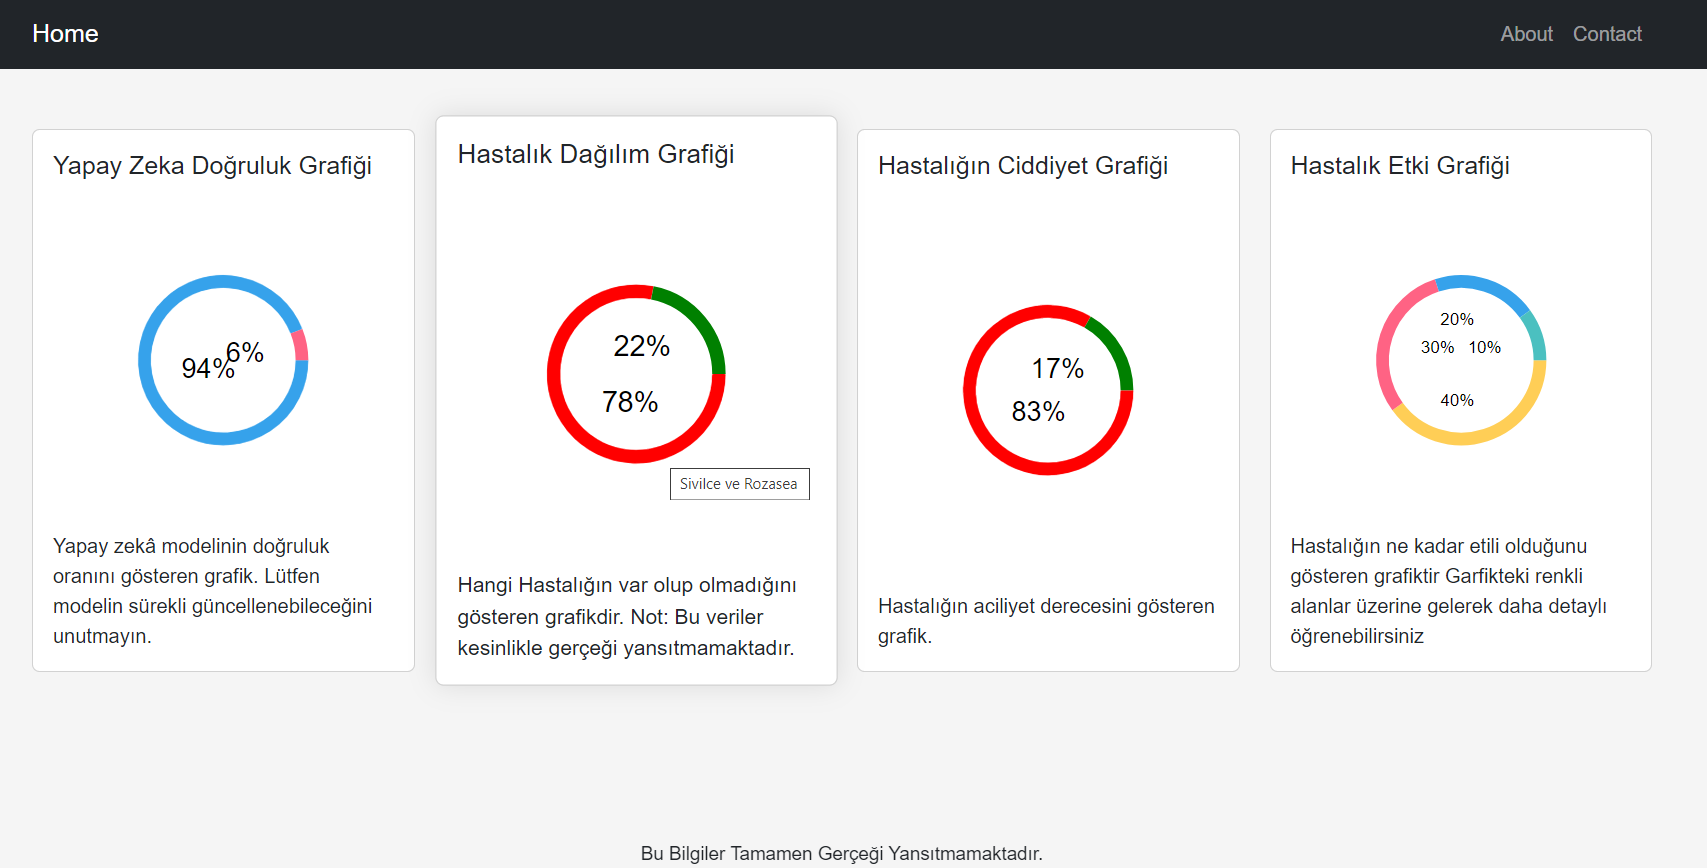 Home
About
Contact
Yapay Zeka Doğruluk Grafiği
94%
6%
Yapay zekâ modelinin doğruluk
oranını gösteren grafik. Lütfen
modelin sürekli güncellenebileceğini
unutmayın.
Hastalık Dağılım Grafiği
22%
78%
Sivilce ve Rozasea
Hangi Hastalığın var olup olmadığını
gösteren grafikdir. Not: Bu veriler
kesinlikle gerçeği yansıtmamaktadır.
Hastalığın Ciddiyet Grafiği
17%
83%
Hastalığın aciliyet derecesini gösteren
grafik.
Hastalık Etki Grafiği
20%
30% 10%
40%
Hastalığın ne kadar etili olduğunu
gösteren grafiktir Garfikteki renkli
alanlar üzerine gelerek daha detaylı
öğrenebilirsiniz
Bu Bilgiler Tamamen Gerçeği Yansıtmamaktadır.